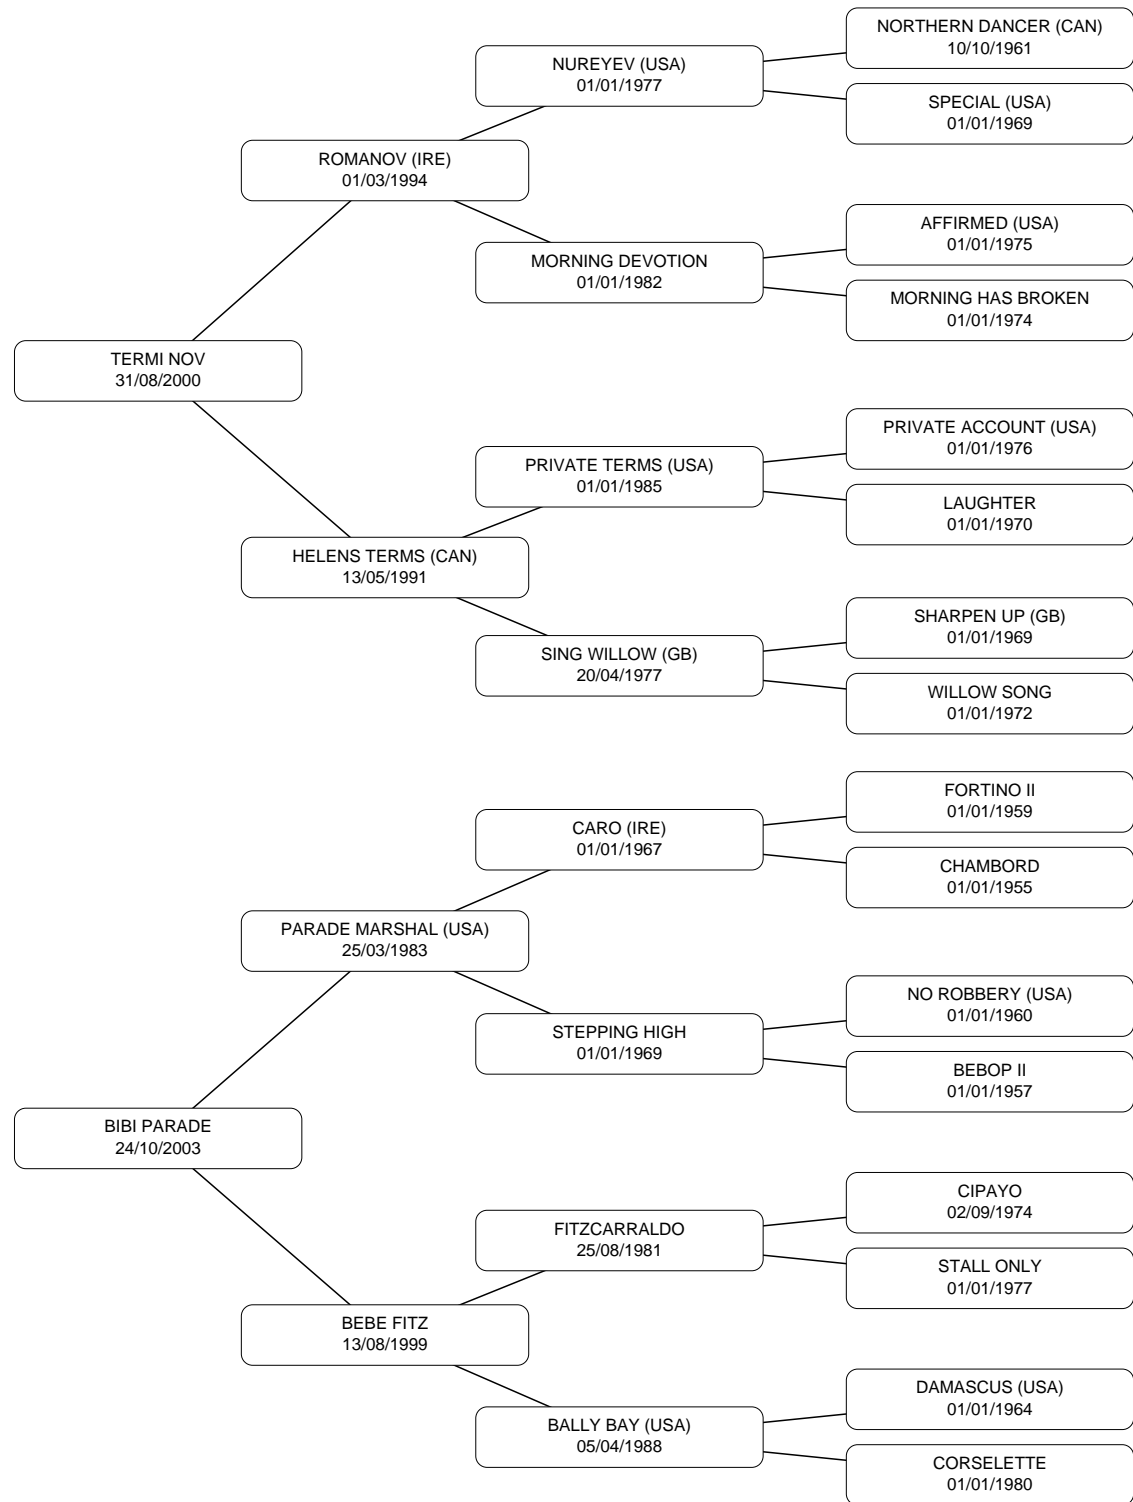 NORTHERN DANCER (CAN)
10/10/1961
NUREYEV (USA)
01/01/1977
SPECIAL (USA)
01/01/1969
ROMANOV (IRE)
01/03/1994
AFFIRMED (USA)
01/01/1975
MORNING DEVOTION
01/01/1982
MORNING HAS BROKEN
01/01/1974
TERMI NOV
31/08/2000
PRIVATE ACCOUNT (USA)
01/01/1976
PRIVATE TERMS (USA)
01/01/1985
LAUGHTER
01/01/1970
HELENS TERMS (CAN)
13/05/1991
SHARPEN UP (GB)
01/01/1969
SING WILLOW (GB)
20/04/1977
WILLOW SONG
01/01/1972
FORTINO II
01/01/1959
CARO (IRE)
01/01/1967
CHAMBORD
01/01/1955
PARADE MARSHAL (USA)
25/03/1983
NO ROBBERY (USA)
01/01/1960
STEPPING HIGH
01/01/1969
BEBOP II
01/01/1957
BIBI PARADE
24/10/2003
CIPAYO
02/09/1974
FITZCARRALDO
25/08/1981
STALL ONLY
01/01/1977
BEBE FITZ
13/08/1999
DAMASCUS (USA)
01/01/1964
BALLY BAY (USA)
05/04/1988
CORSELETTE
01/01/1980